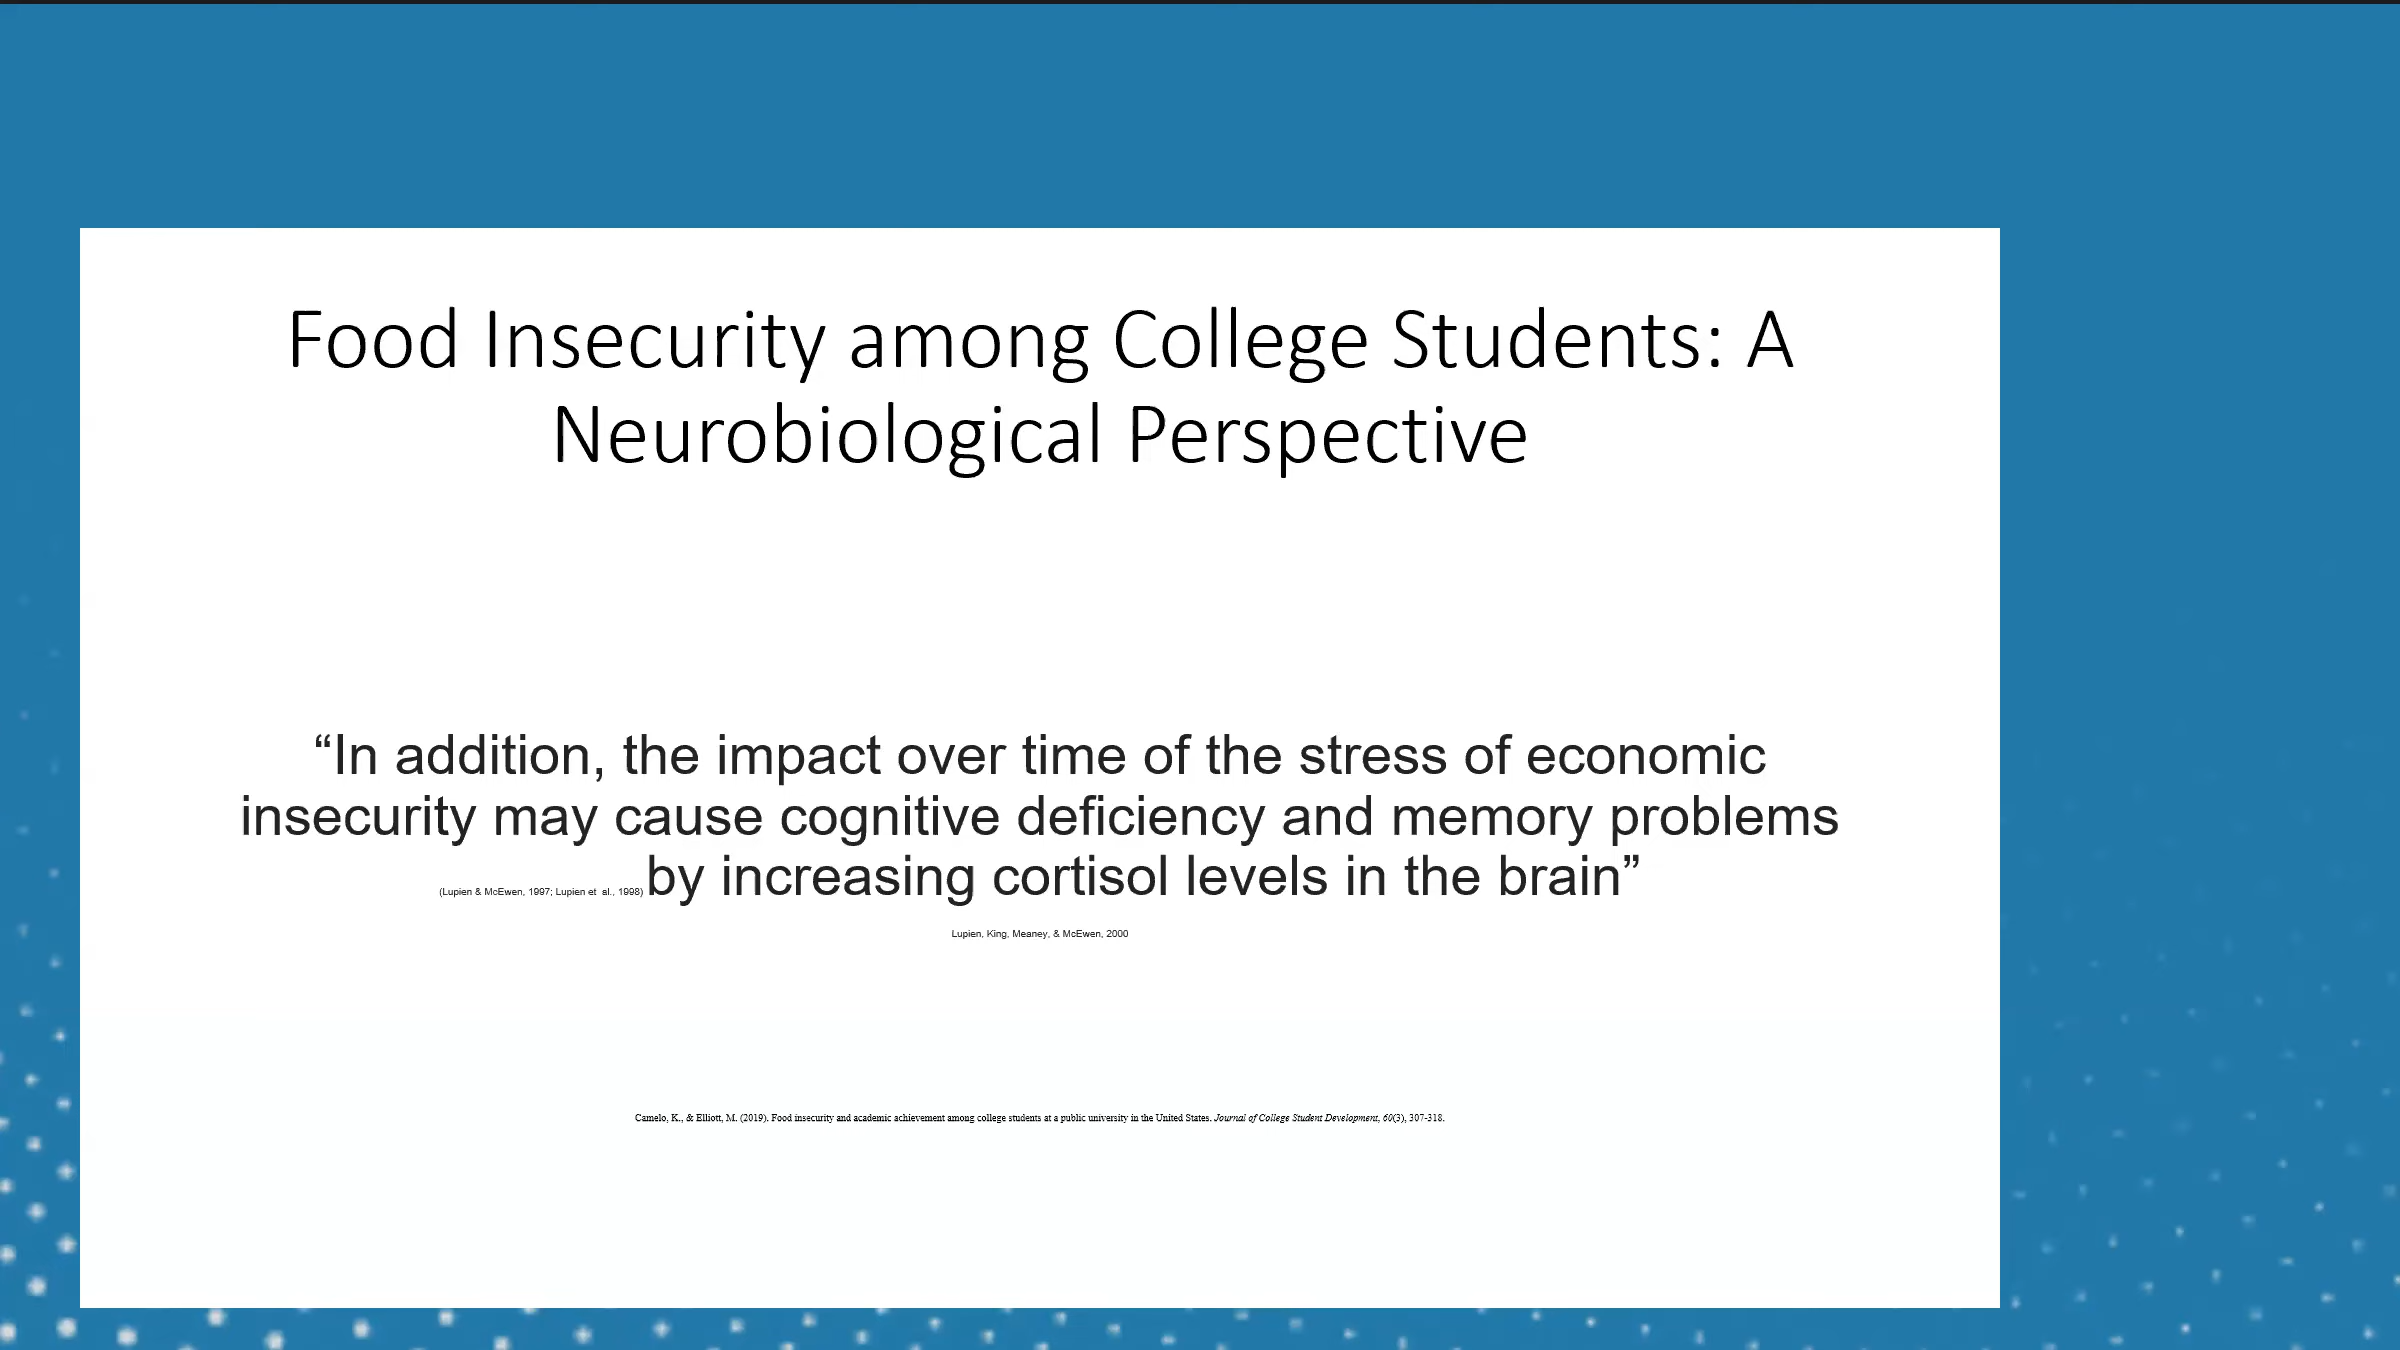 Food Insecurity among College Students: A
Neurobiological Perspective
“In addition, the impact over time of the stress of economic
insecurity may cause cognitive deficiency and memory problems
(Lupien & McEwen, 1997; Lupien et al., 1998) by increasing cortisol levels in the brain”
Lupien, King, Meaney, & McEwen, 2000
Camelo, K., & Elliott, M. (2019). Food insecurity and academic achievement among college students at a public university in the United States. Journal of College Student Development, 60(3), 307-318.